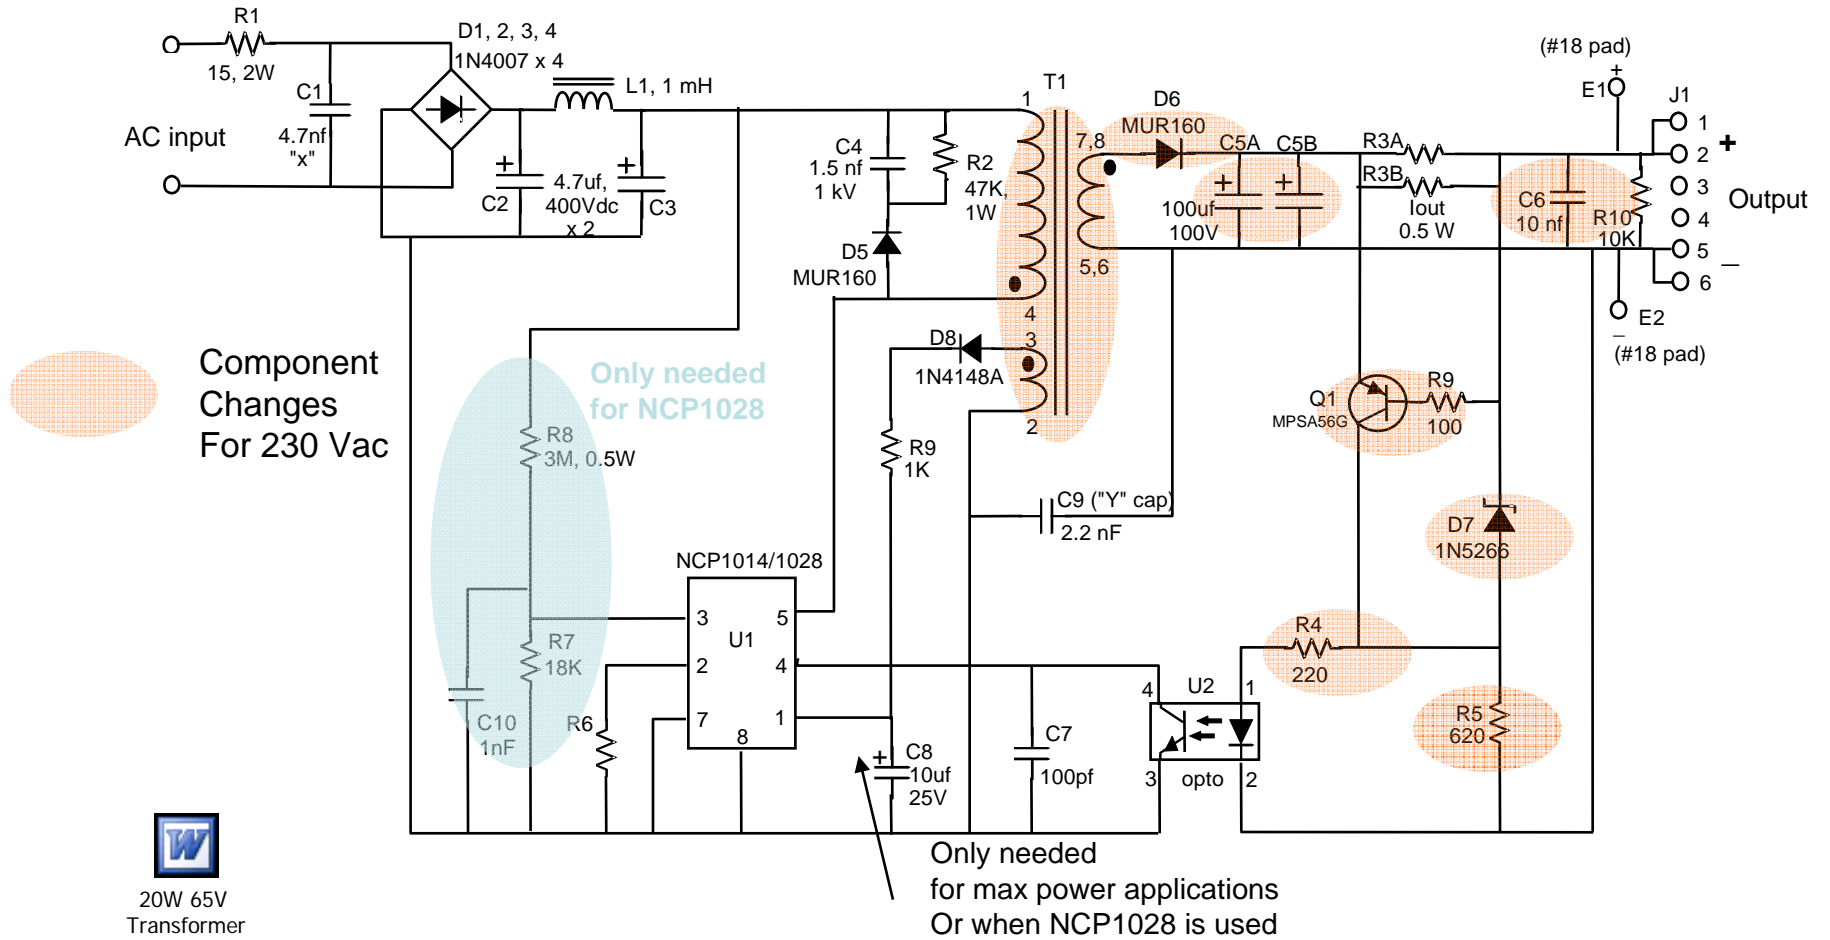 R1
15, 2W
AC input
C1
4.7nf
"x"
D1, 2, 3, 4
1N4007 x 4
L1, 1 mH
+
C2
4.7uf,
400Vdc
x 2
+
C3
C4
1.5 nf
1 kV
R2
47K,
1W
D5
MUR160
T1
1
4
3
2
7,8
5,6
D6
MUR160
C5A
C5B
+
+
100uf
100V
R3A
R3B
Iout
0.5 W
C6
10 nf
R10
10K
(#18 pad)
+
E1
J1
1
2
3
4
5
6
+
Output
_
E2
_
(#18 pad)
Component
Changes
For 230 Vac
Only needed
for NCP1028
R8
3M, 0.5W
R7
18K
C10
1nF
R6
D8
1N4148A
R9
1K
C9 ("Y" cap)
2.2 nF
NCP1014/1028
U1
3
2
7
8
5
4
1
+
C8
10uf
25V
C7
100pf
U2
4
3
1
2
opto
Q1
MPSA56G
R9
100
D7
1N5266
R4
220
R5
620
W
20W 65V
Transformer
Only needed
for max power applications
Or when NCP1028 is used